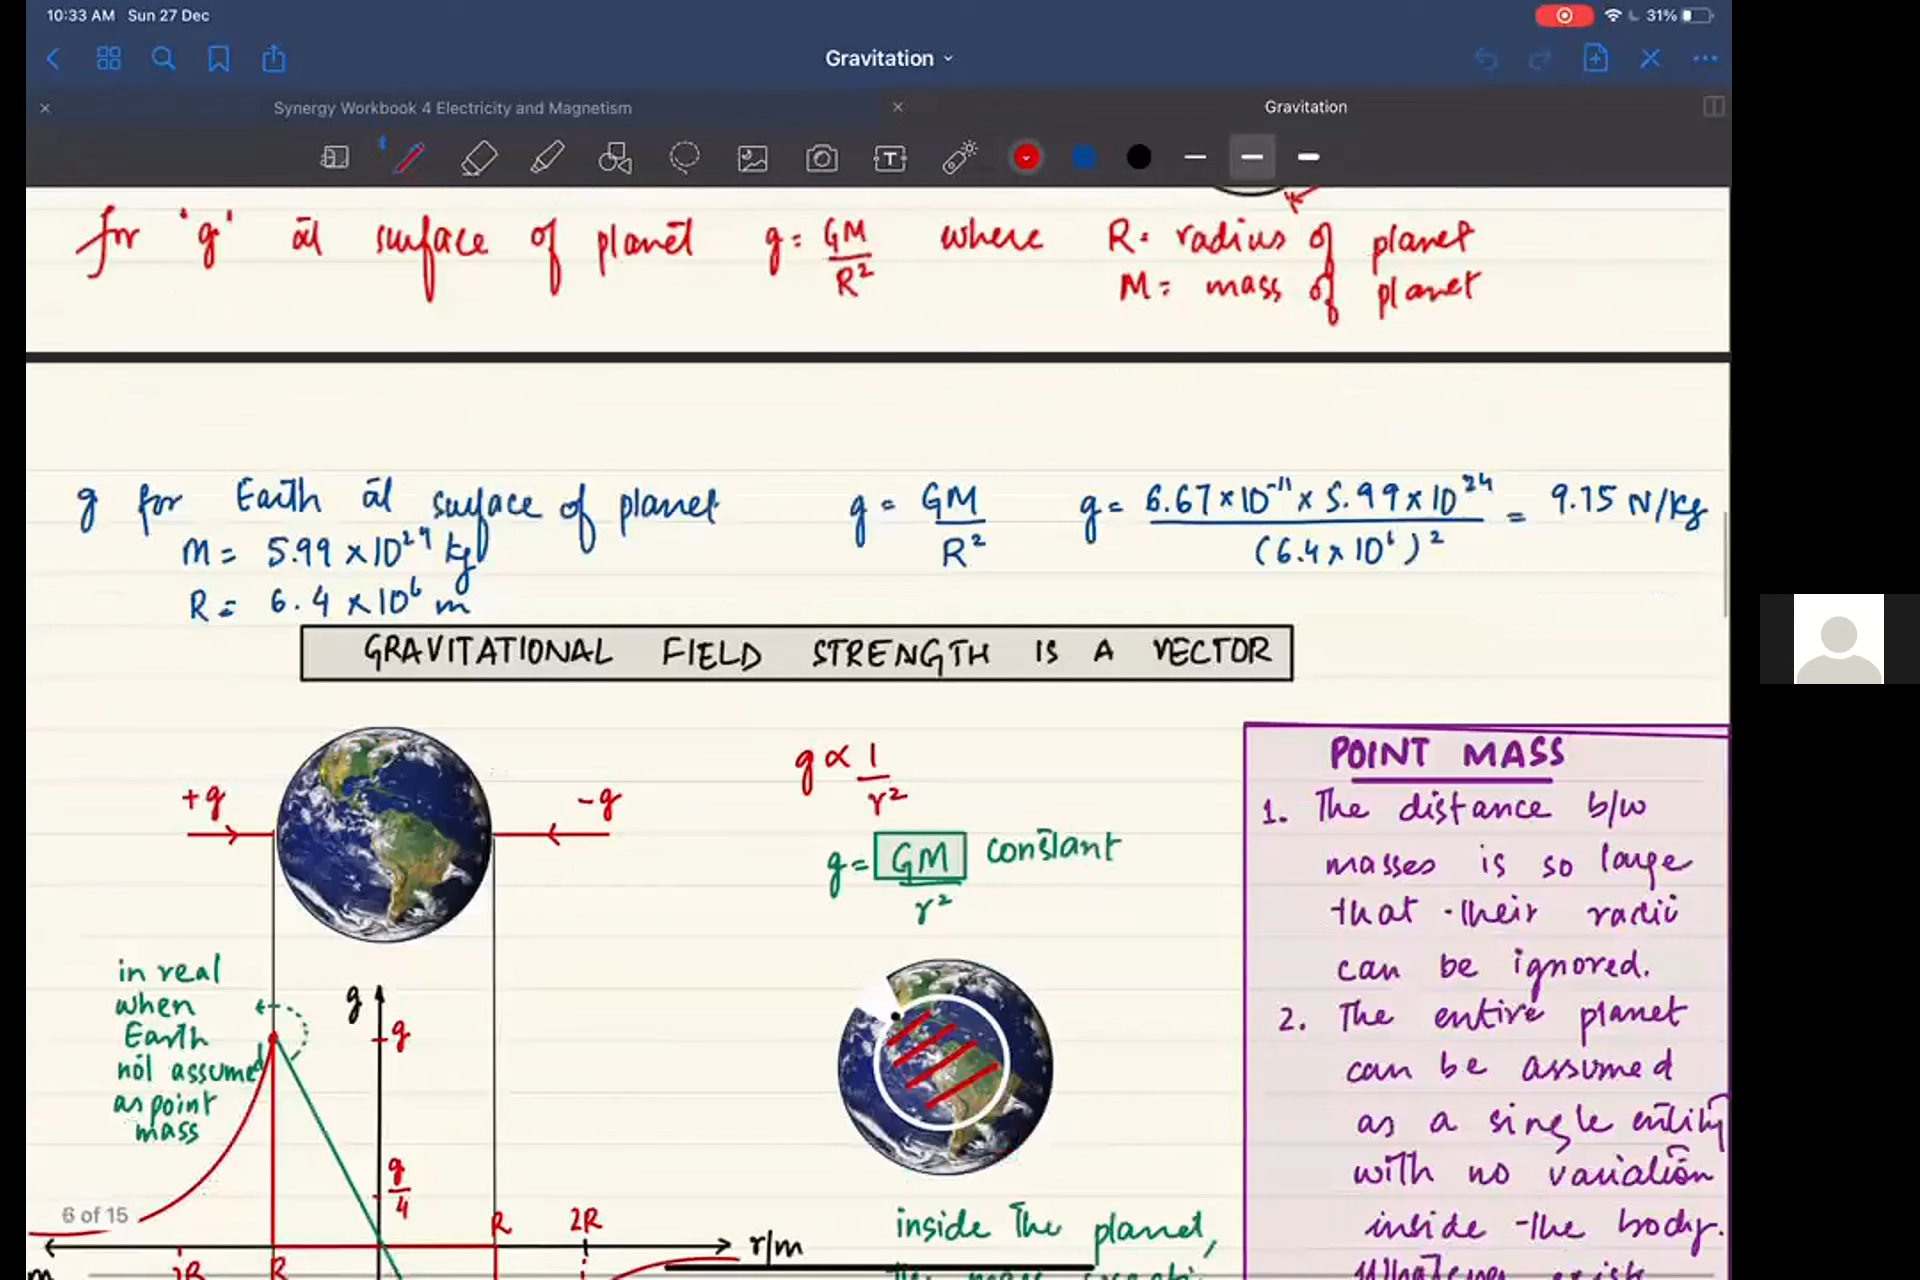 10:33 AM Sun 27 Dec
31%
Gravitation
Synergy Workbook 4 Electricity and Magnetism
Gravitation
for 'g' at surface of planet g = GM/R² where R = radius of planet
M = mass of planet
g for Earth at surface of planet g = GM/R² g = 6.67 × 10⁻¹¹ × 5.99 × 10²⁴ / (6.4 × 10⁶)² = 9.75 N/kg
M = 5.99 × 10²⁴ kg
R = 6.4 × 10⁶ m
GRAVITATIONAL FIELD STRENGTH IS A VECTOR
+g
-g
g ∝ 1/r²
g = GM/r² constant
in real
when
Earth
not assumed
as point
mass
g
g
g/4
R
2R
r/m
2R
R
m
6 of 15
inside the planet,
the mass
POINT MASS
1. The distance b/w
masses is so large
that their radii
can be ignored.
2. The entire planet
can be assumed
as a single entity
with no variation
inside the body.
Whatever exist